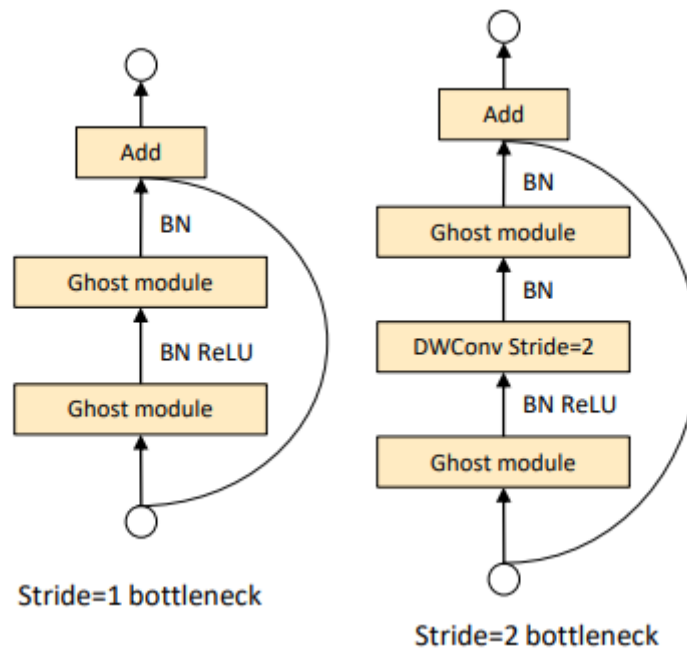 Add
BN
Ghost module
BN ReLU
Ghost module
Stride=1 bottleneck
Add
BN
Ghost module
BN
DWConv Stride=2
BN ReLU
Ghost module
Stride=2 bottleneck